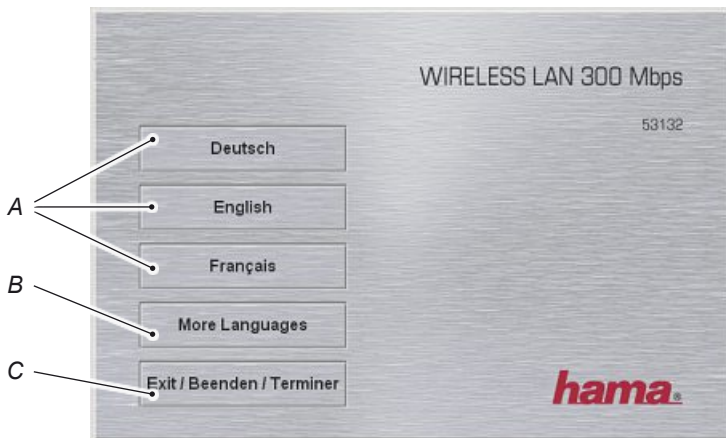 WIRELESS LAN 300 Mbps
53132
A
Deutsch
English
Français
B
More Languages
C
Exit / Beenden / Terminer
hama®